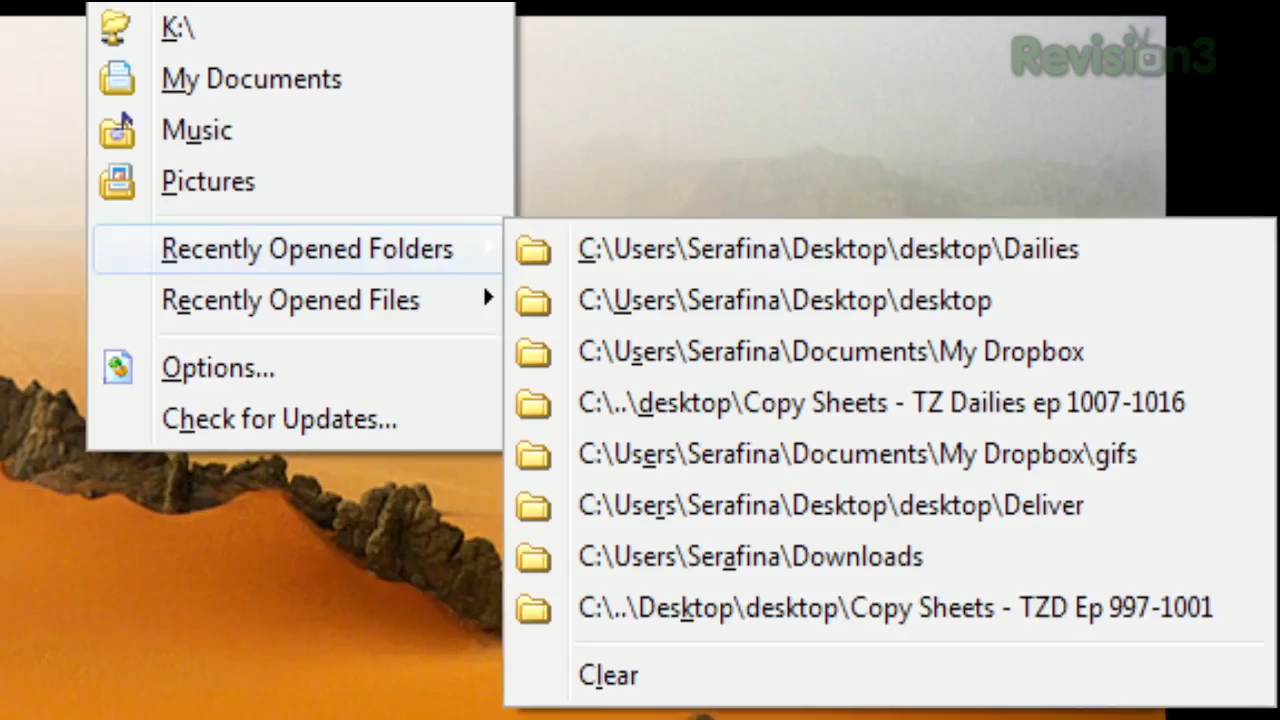 K:\
My Documents
Music
Pictures
Recently Opened Folders
Recently Opened Files
Options...
Check for Updates...
C:\Users\Serafina\Desktop\desktop\Dailies
C:\Users\Serafina\Desktop\desktop
C:\Users\Serafina\Documents\My Dropbox
C:\..\desktop\Copy Sheets - TZ Dailies ep 1007-1016
C:\Users\Serafina\Documents\My Dropbox\gifs
C:\Users\Serafina\Desktop\desktop\Deliver
C:\Users\Serafina\Downloads
C:\..\Desktop\desktop\Copy Sheets - TZD Ep 997-1001
Clear
Revision3